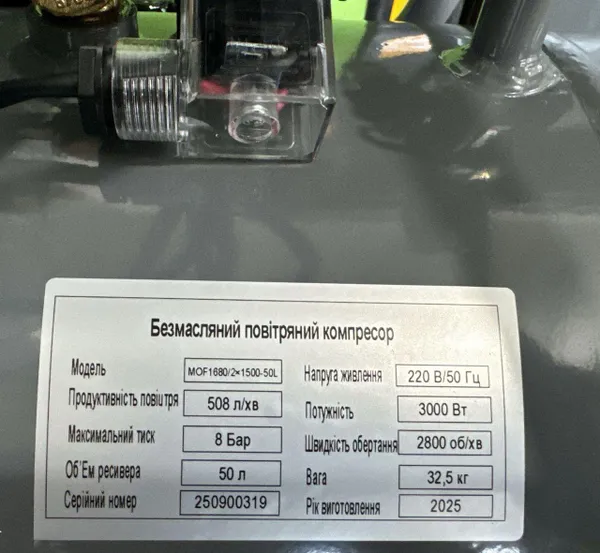 Безмасляний повітряний компресор
Модель MOF1680/2×1500-50L Напруга живлення 220 В/50 Гц
Продуктивність повітря 508 л/хв Потужність 3000 Вт
Максимальний тиск 8 Бар Швидкість обертання 2800 об/хв
Об'Ем ресивера 50 л Вага 32,5 кг
Серійний номер 250900319 Рік виготовлення 2025